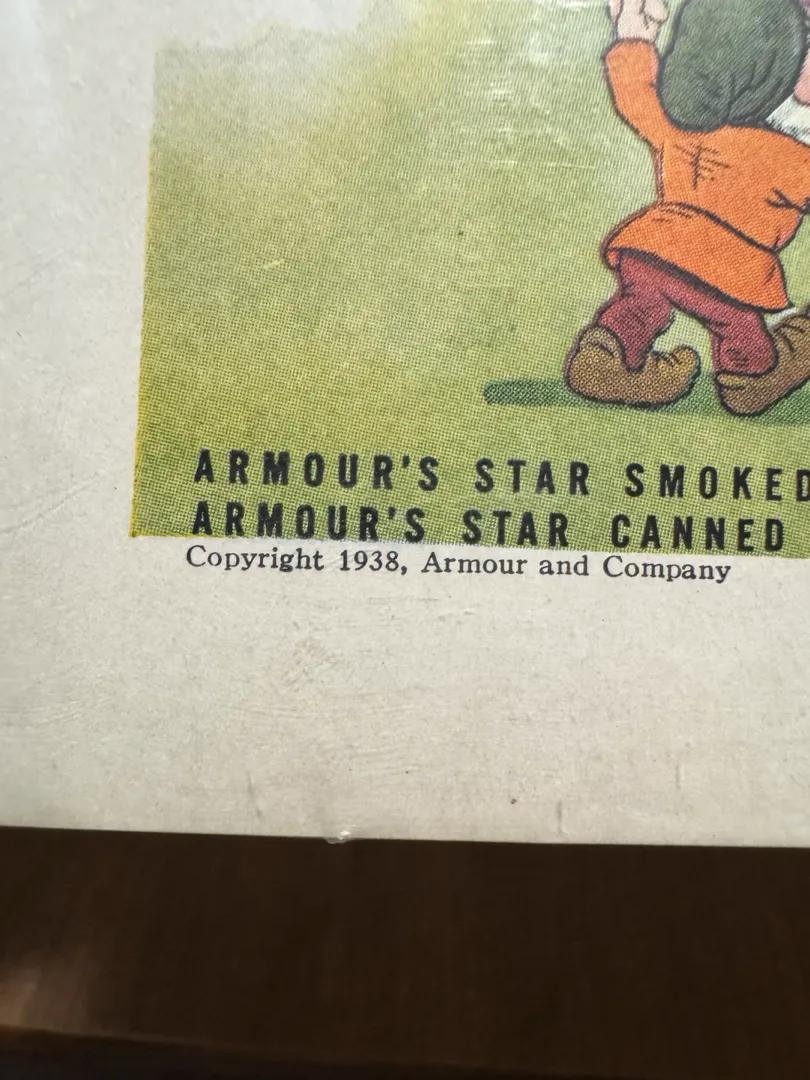 ARMOUR'S STAR SMOKED
ARMOUR'S STAR CANNED
Copyright 1938, Armour and Company